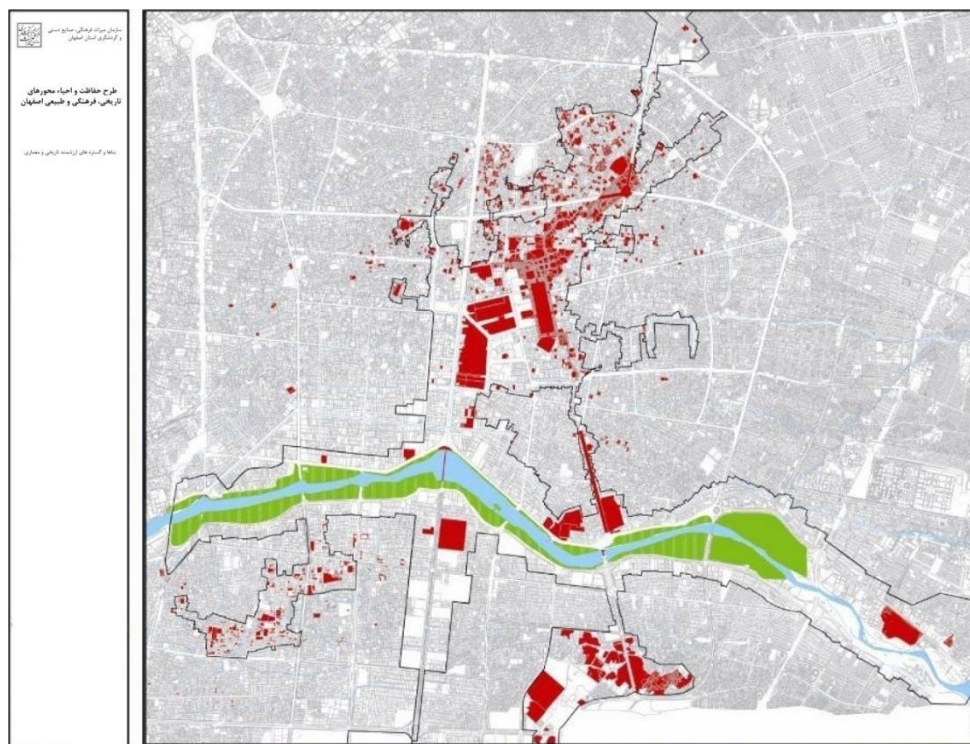 سازمان میراث فرهنگی، صنایع دستی
و گردشگری استان اصفهان
طرح حفاظت و احیاء محورهای
تاریخی، فرهنگی و طبیعی اصفهان
بناها و گستره های ارزشمند تاریخی و معماری: